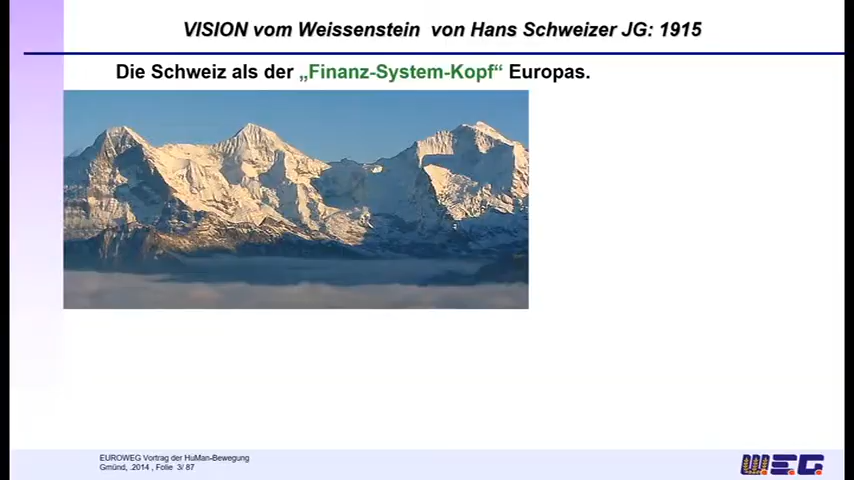 VISION vom Weissenstein von Hans Schweizer JG: 1915
Die Schweiz als der „Finanz-System-Kopf“ Europas.
EUROWEG Vortrag der HuMan-Bewegung
Gmünd, .2014 , Folie 3/ 87
WEG